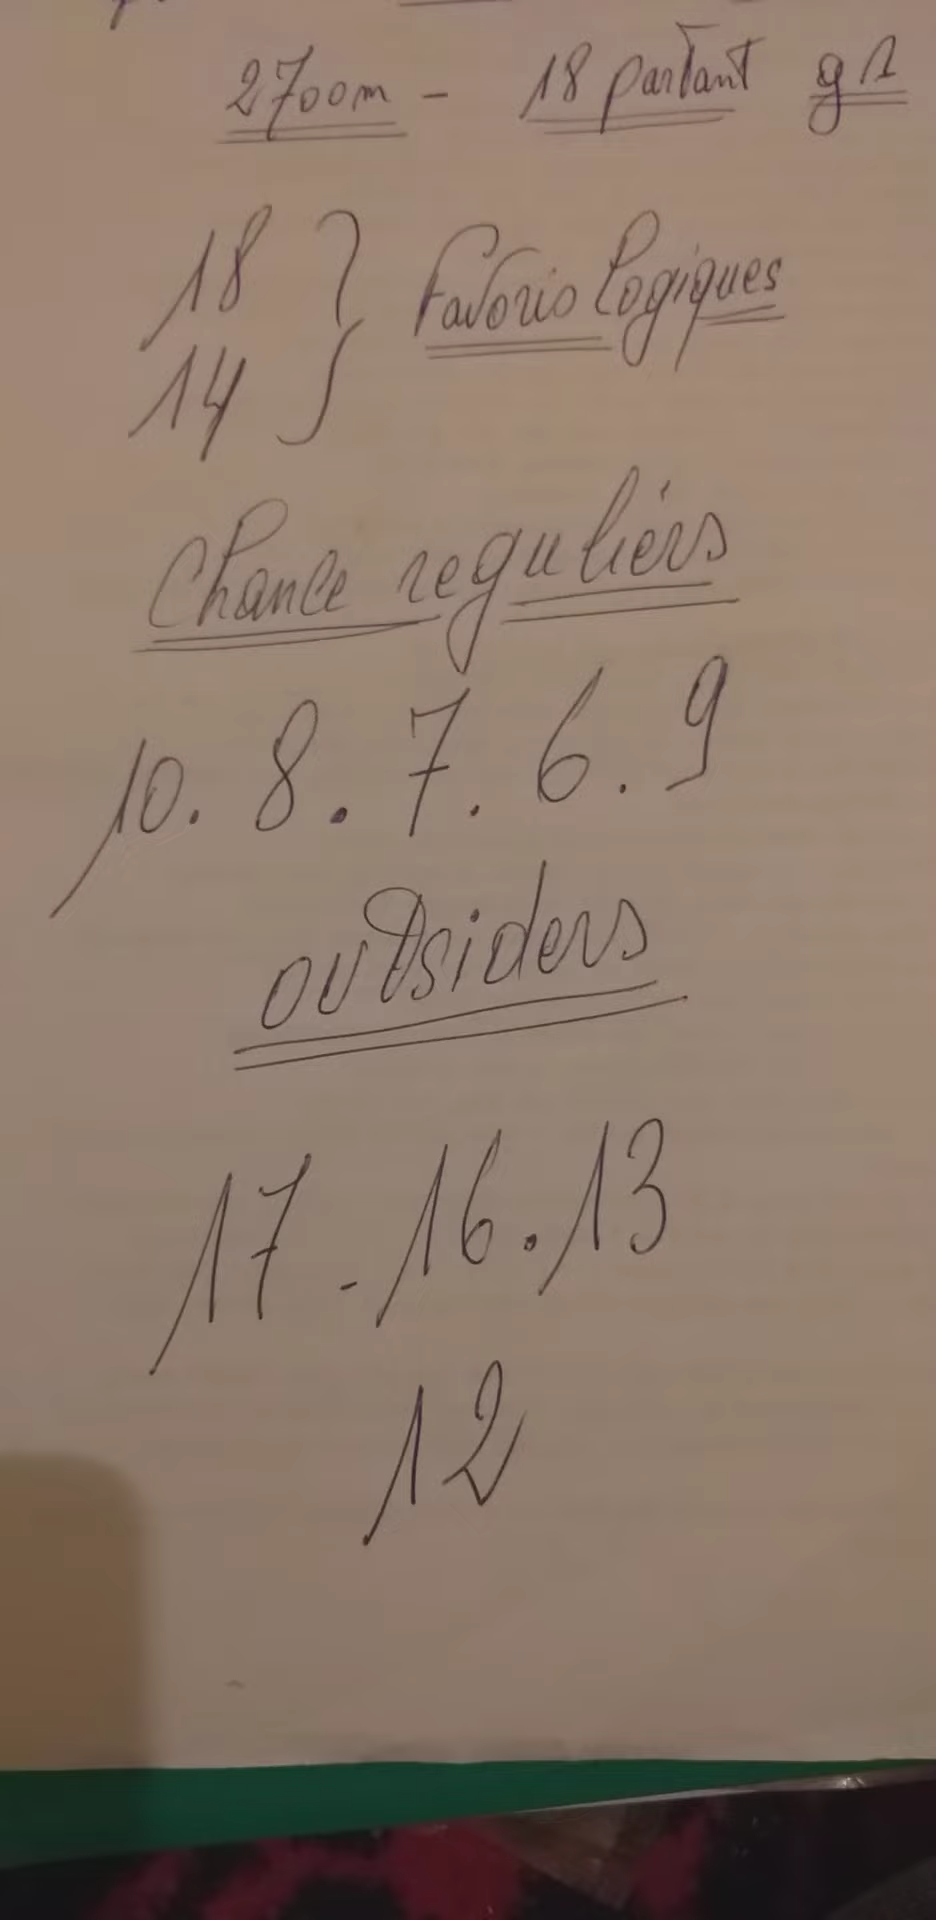 2700m - 18 partant g1
18 } Favoris logiques
14
Chance reguliérs
10. 8. 7. 6. 9
outsiders
17 - 16. 13
12